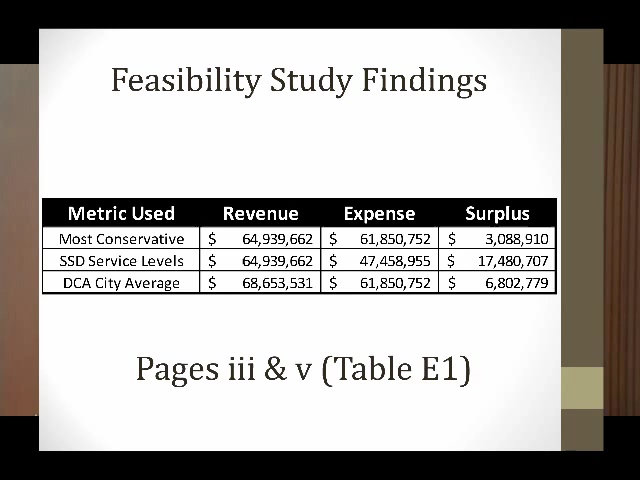 Feasibility Study Findings
Metric Used Revenue Expense Surplus
Most Conservative $ 64,939,662 $ 61,850,752 $ 3,088,910
SSD Service Levels $ 64,939,662 $ 47,458,955 $ 17,480,707
DCA City Average $ 68,653,531 $ 61,850,752 $ 6,802,779
Pages iii & v (Table E1)